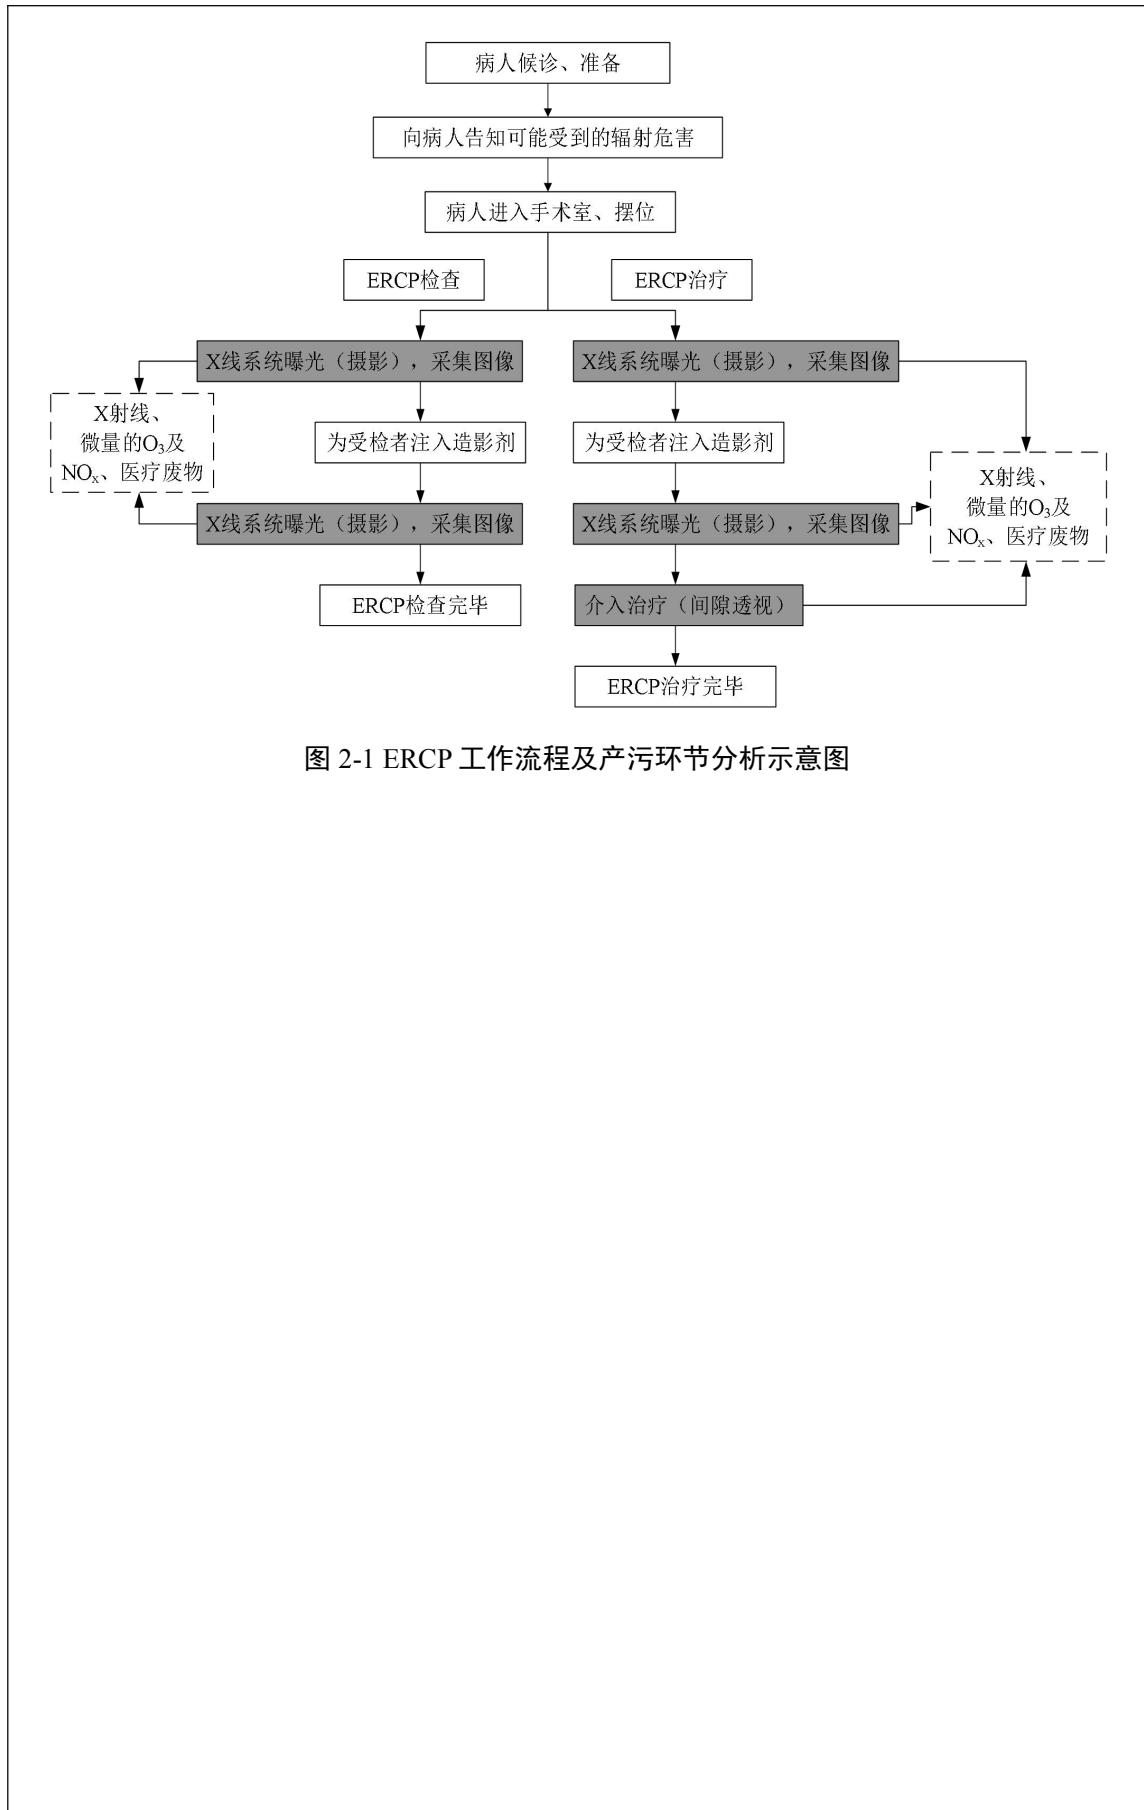 病人候诊、准备
向病人告知可能受到的辐射危害
病人进入手术室、摆位
ERCP检查
X线系统曝光（摄影），采集图像
为受检者注入造影剂
X线系统曝光（摄影），采集图像
ERCP检查完毕
X射线、
微量的O₃及
NOₓ、医疗废物
ERCP治疗
X线系统曝光（摄影），采集图像
为受检者注入造影剂
X线系统曝光（摄影），采集图像
介入治疗（间隙透视）
ERCP治疗完毕
X射线、
微量的O₃及
NOₓ、医疗废物
图 2-1 ERCP 工作流程及产污环节分析示意图